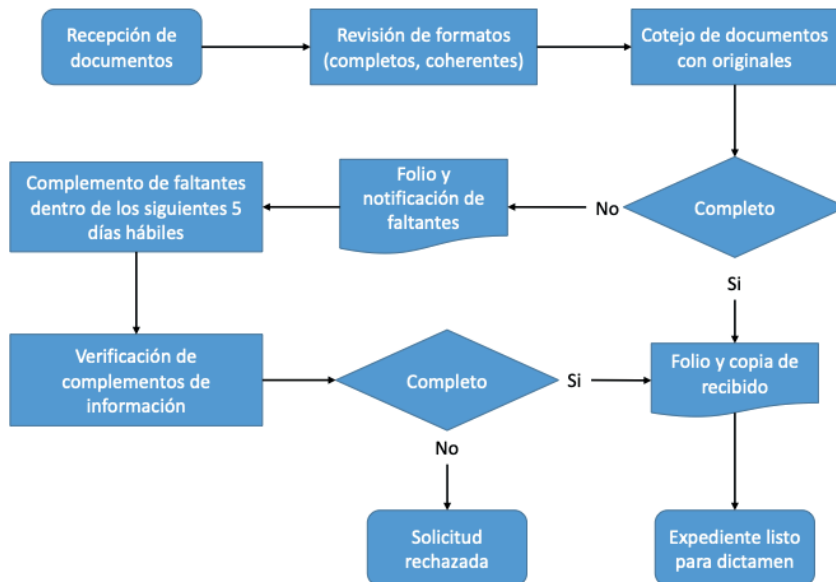 Recepción de
documentos
Revisión de formatos
(completos, coherentes)
Cotejo de documentos
con originales
Complemento de faltantes
dentro de los siguientes 5
días hábiles
Folio y
notificación de
faltantes
No
Completo
Si
Verificación de
complementos de
información
Completo
Si
Folio y copia de
recibido
No
Solicitud
rechazada
Expediente listo
para dictamen